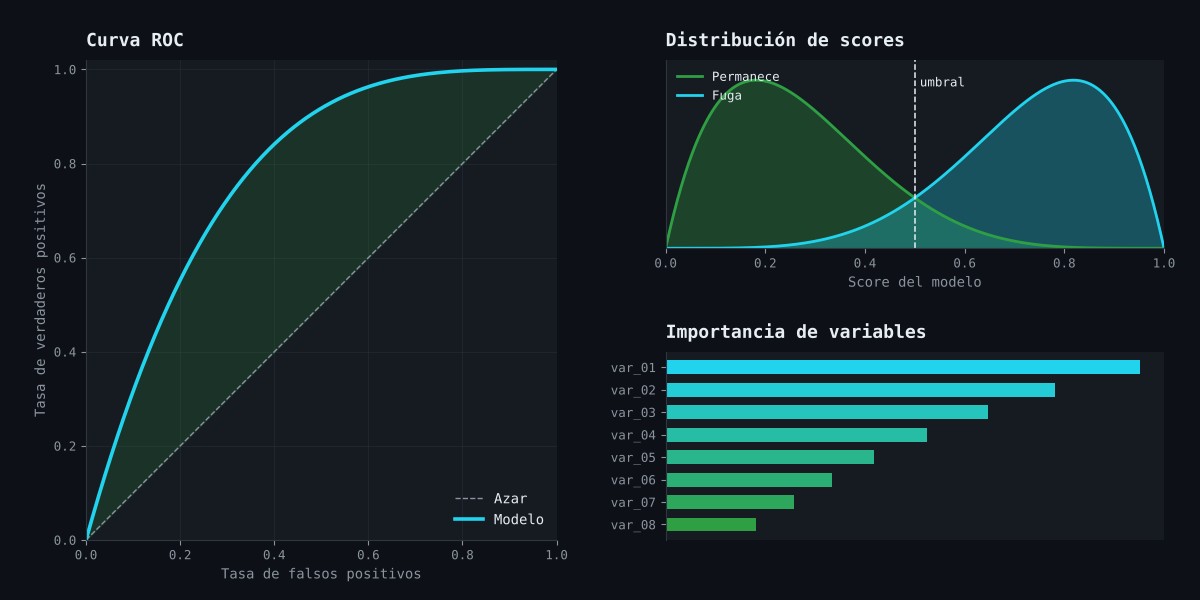 Curva ROC
1.0
0.8
0.6
0.4
0.2
0.0
Tasa de verdaderos positivos
Azar
Modelo
0.0 0.2 0.4 0.6 0.8 1.0
Tasa de falsos positivos
Distribución de scores
Permanece
Fuga
umbral
0.0 0.2 0.4 0.6 0.8 1.0
Score del modelo
Importancia de variables
var_01
var_02
var_03
var_04
var_05
var_06
var_07
var_08